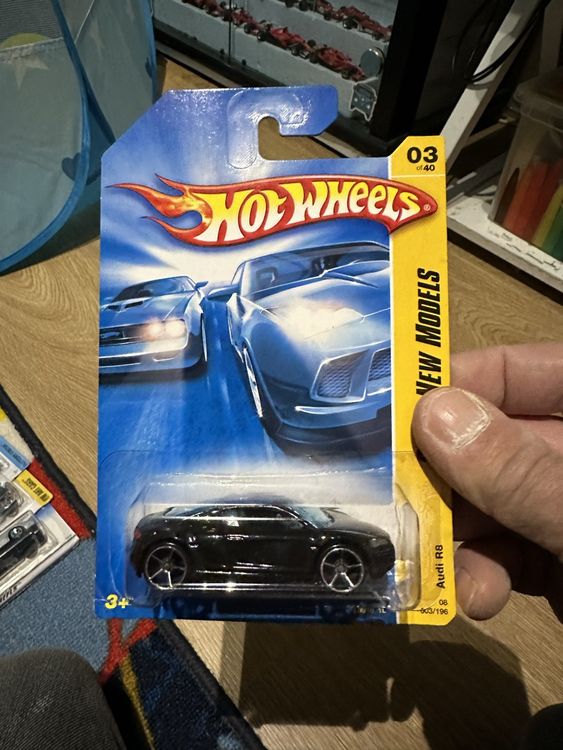 03
of 40
HOT WHEELS®
NEW MODELS
Audi R8
3+
08
003/196